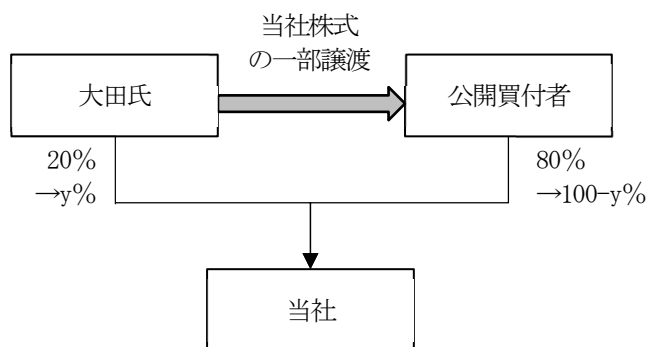 当社株式
の一部譲渡
大田氏
公開買付者
20%
→y%
80%
→100-y%
当社